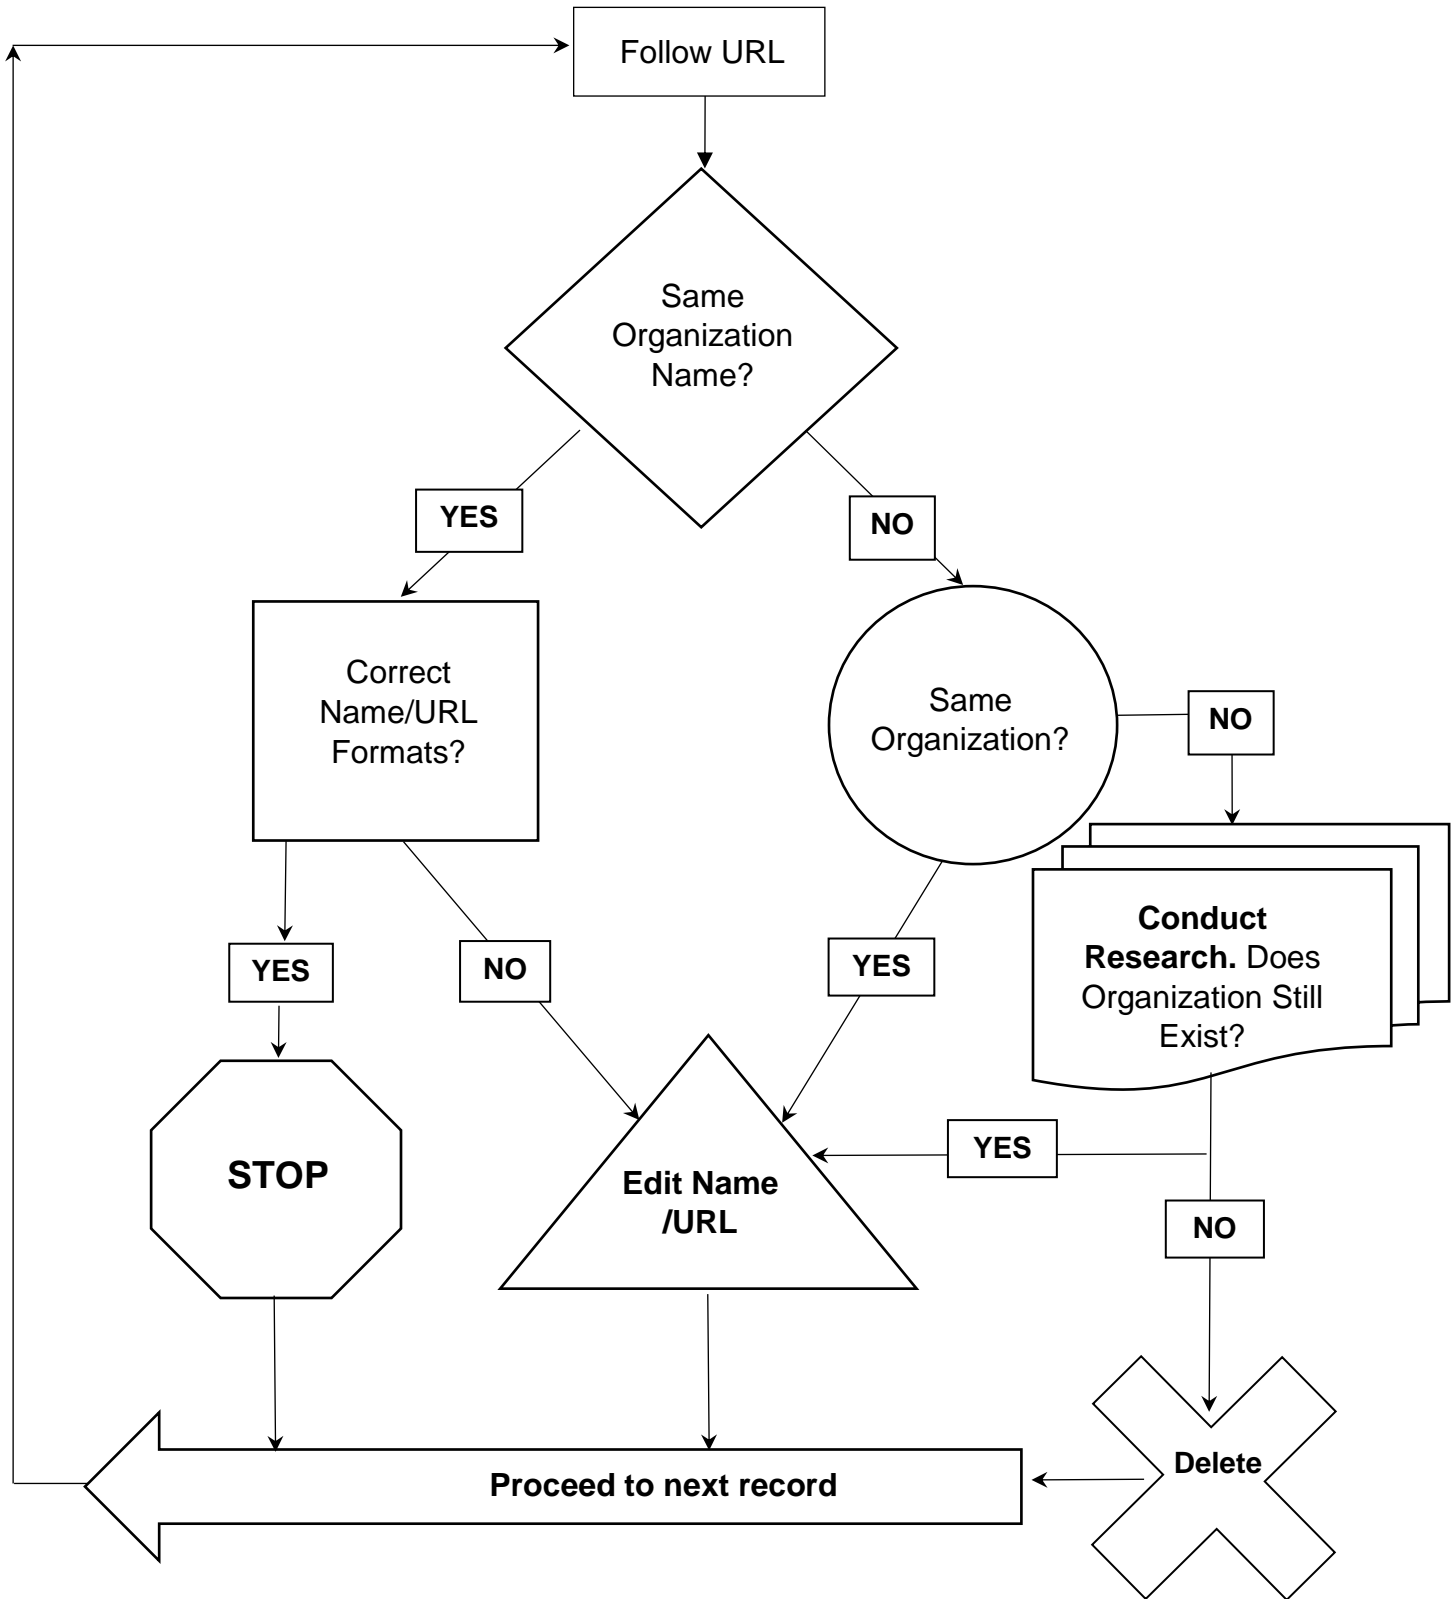 Follow URL
Same
Organization
Name?
YES
NO
Correct
Name/URL
Formats?
Same
Organization?
NO
Conduct
Research. Does
Organization Still
Exist?
YES
NO
YES
YES
NO
STOP
Edit Name
/URL
Delete
Proceed to next record